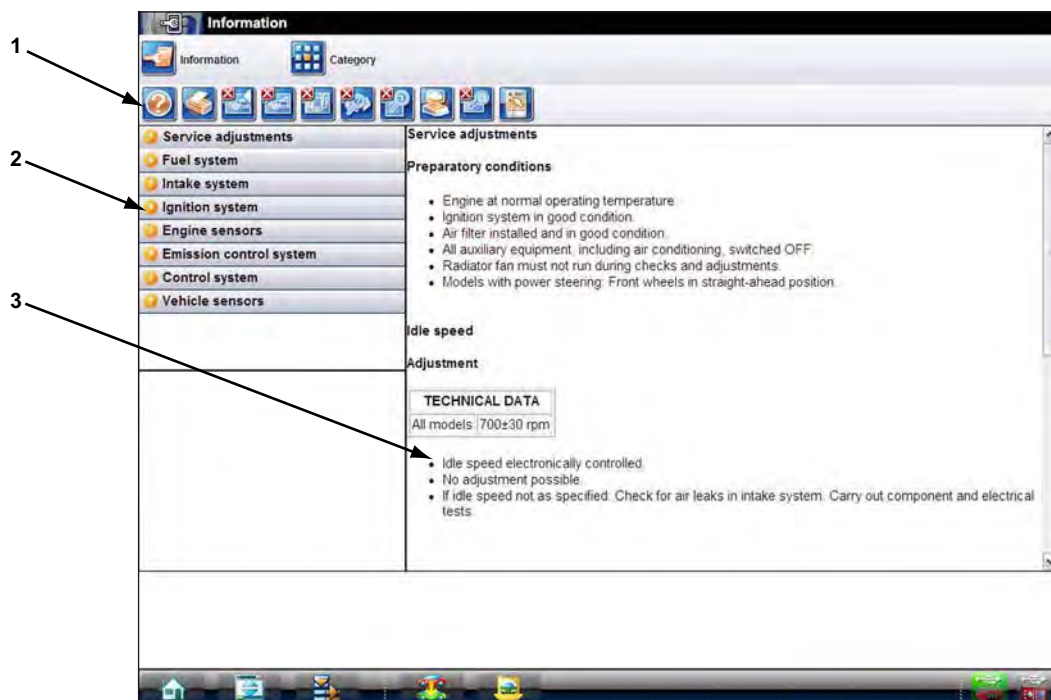 Information
1
Information Category
Service adjustments
Fuel system
2
Intake system
Ignition system
Engine sensors
Emission control system
Control system
3
Vehicle sensors
Service adjustments
Preparatory conditions
Engine at normal operating temperature
Ignition system in good condition.
Air filter installed and in good condition.
All auxiliary equipment, including air conditioning, switched OFF.
Radiator fan must not run during checks and adjustments.
Models with power steering: Front wheels in straight-ahead position.
Idle speed
Adjustment
TECHNICAL DATA
All models 700±30 rpm
Idle speed electronically controlled.
No adjustment possible.
If idle speed not as specified: Check for air leaks in intake system. Carry out component and electrical
tests.